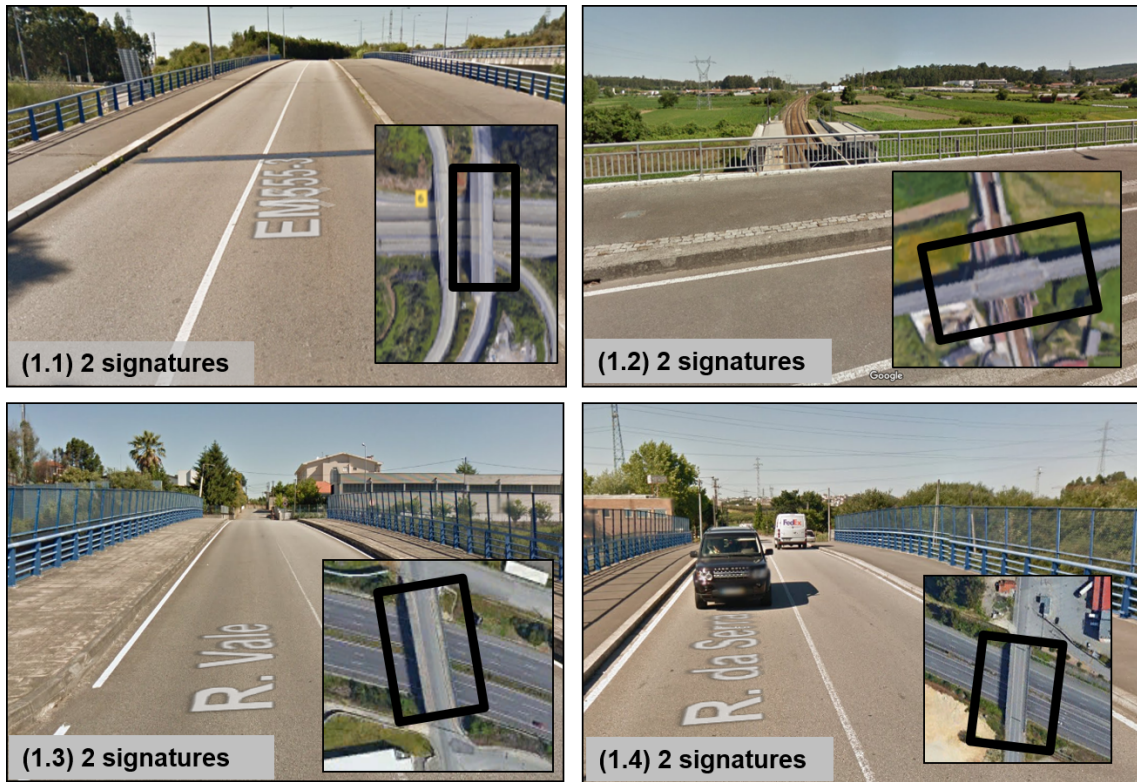 EM555-3
(1.1) 2 signatures
Google
(1.2) 2 signatures
R. Vale
(1.3) 2 signatures
FedEx
R. da Serra
(1.4) 2 signatures